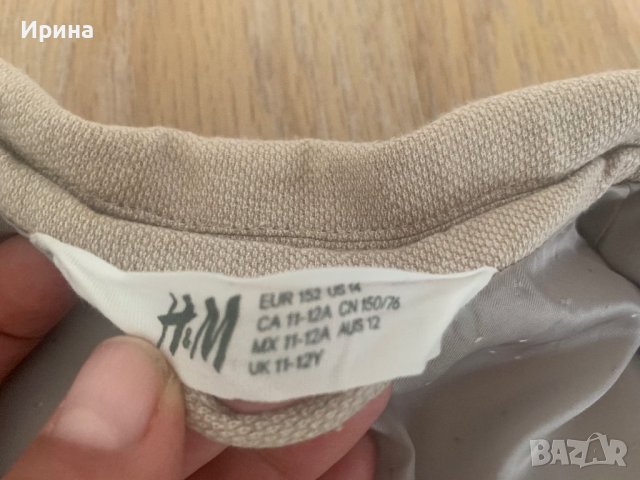 Ирина
H&M
EUR 152 US 14
CA 11-12A CN 150/76
MX 11-12A AUS 12
UK 11-12Y
BAZAR